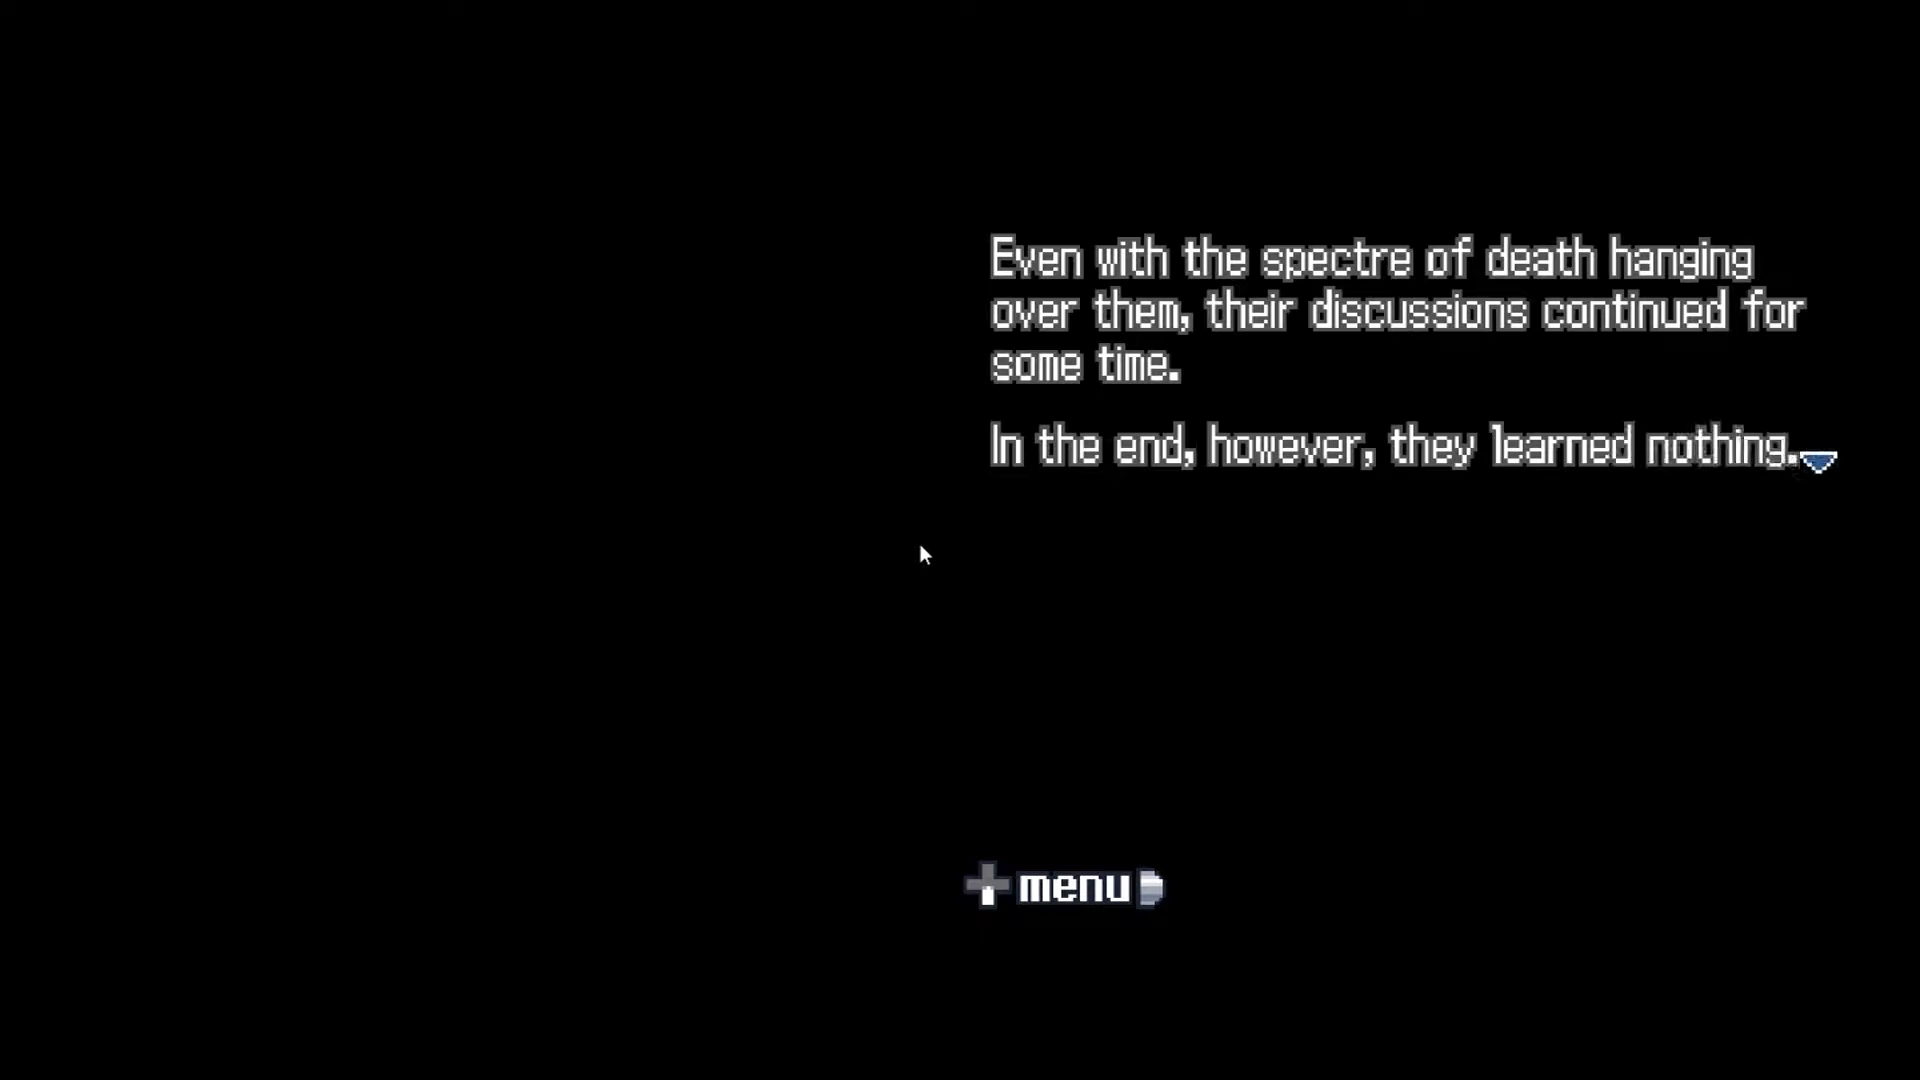 Even with the spectre of death hanging
over them, their discussions continued for
some time.
In the end, however, they learned nothing.
menu